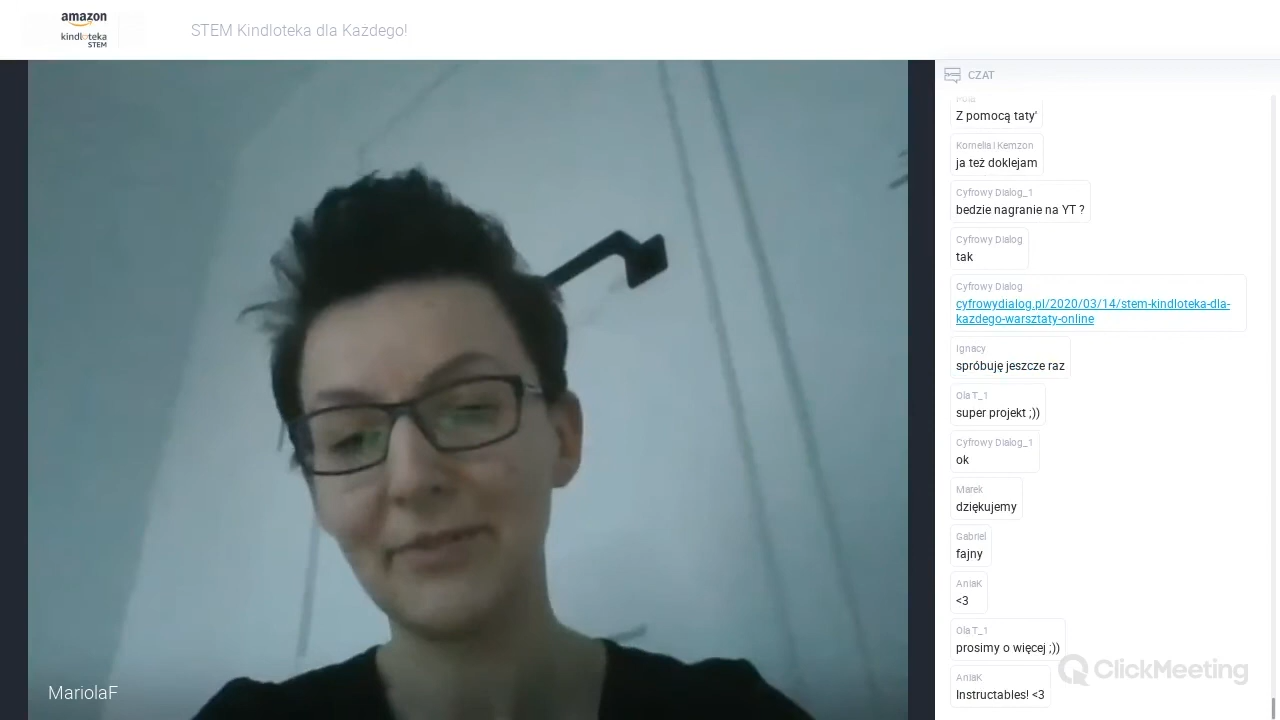 amazon
kindloteka
STEM
STEM Kindloteka dla Każdego!
CZAT
Pola
Z pomocą taty'
Kornelia i Kemzon
ja też doklejam
Cyfrowy Dialog_1
bedzie nagranie na YT ?
Cyfrowy Dialog
tak
Cyfrowy Dialog
cyfrowydialog.pl/2020/03/14/stem-kindloteka-dla-
kazdego-warsztaty-online
Ignacy
spróbuję jeszcze raz
Ola T_1
super projekt ;))
Cyfrowy Dialog_1
ok
Marek
dziękujemy
Gabriel
fajny
AniaK
<3
Ola T_1
prosimy o więcej ;))
AniaK
Instructables! <3
MariolaF
ClickMeeting